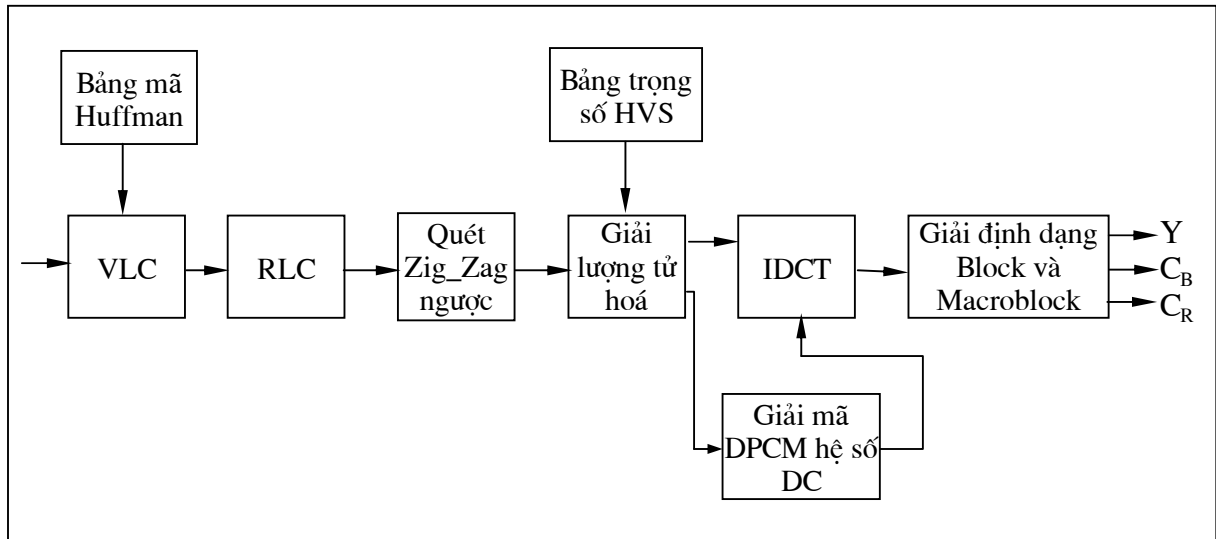 Bảng mã
Huffman
Bảng trọng
số HVS
VLC
RLC
Quét
Zig_Zag
ngược
Giải
lượng tử
hoá
IDCT
Giải định dạng
Block và
Macroblock
Y
C_B
C_R
Giải mã
DPCM hệ số
DC